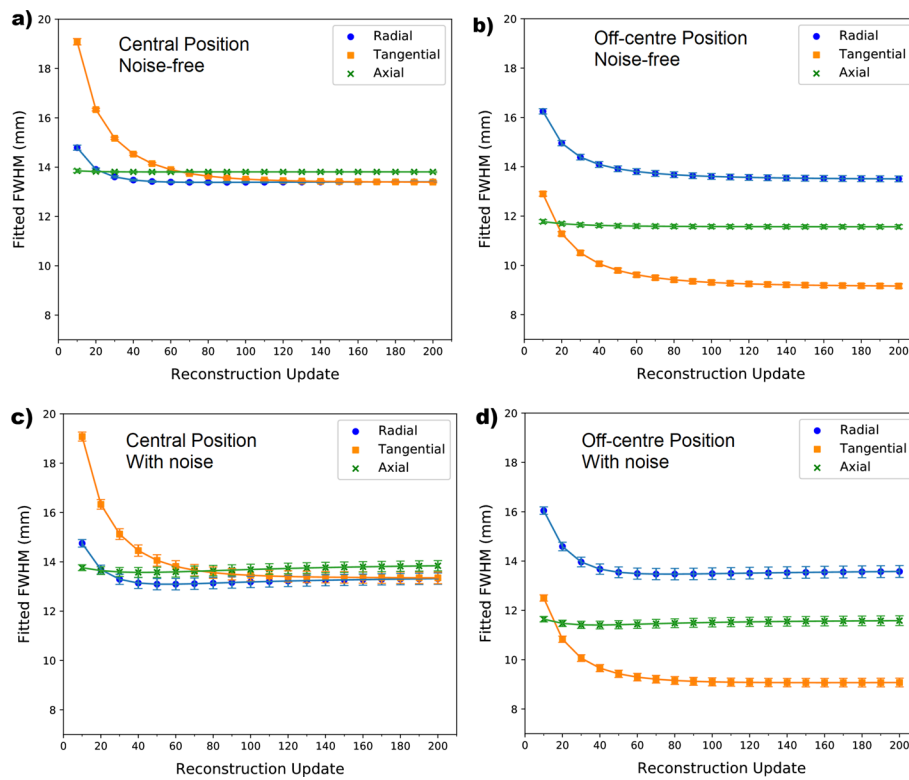 a)
Central Position
Noise-free
Radial
Tangential
Axial
20
18
16
14
12
10
8
Fitted FWHM (mm)
0 20 40 60 80 100 120 140 160 180 200
Reconstruction Update
b)
Off-centre Position
Noise-free
Radial
Tangential
Axial
20
18
16
14
12
10
8
Fitted FWHM (mm)
0 20 40 60 80 100 120 140 160 180 200
Reconstruction Update
c)
Central Position
With noise
Radial
Tangential
Axial
20
18
16
14
12
10
8
Fitted FWHM (mm)
0 20 40 60 80 100 120 140 160 180 200
Reconstruction Update
d)
Off-centre Position
With noise
Radial
Tangential
Axial
20
18
16
14
12
10
8
Fitted FWHM (mm)
0 20 40 60 80 100 120 140 160 180 200
Reconstruction Update